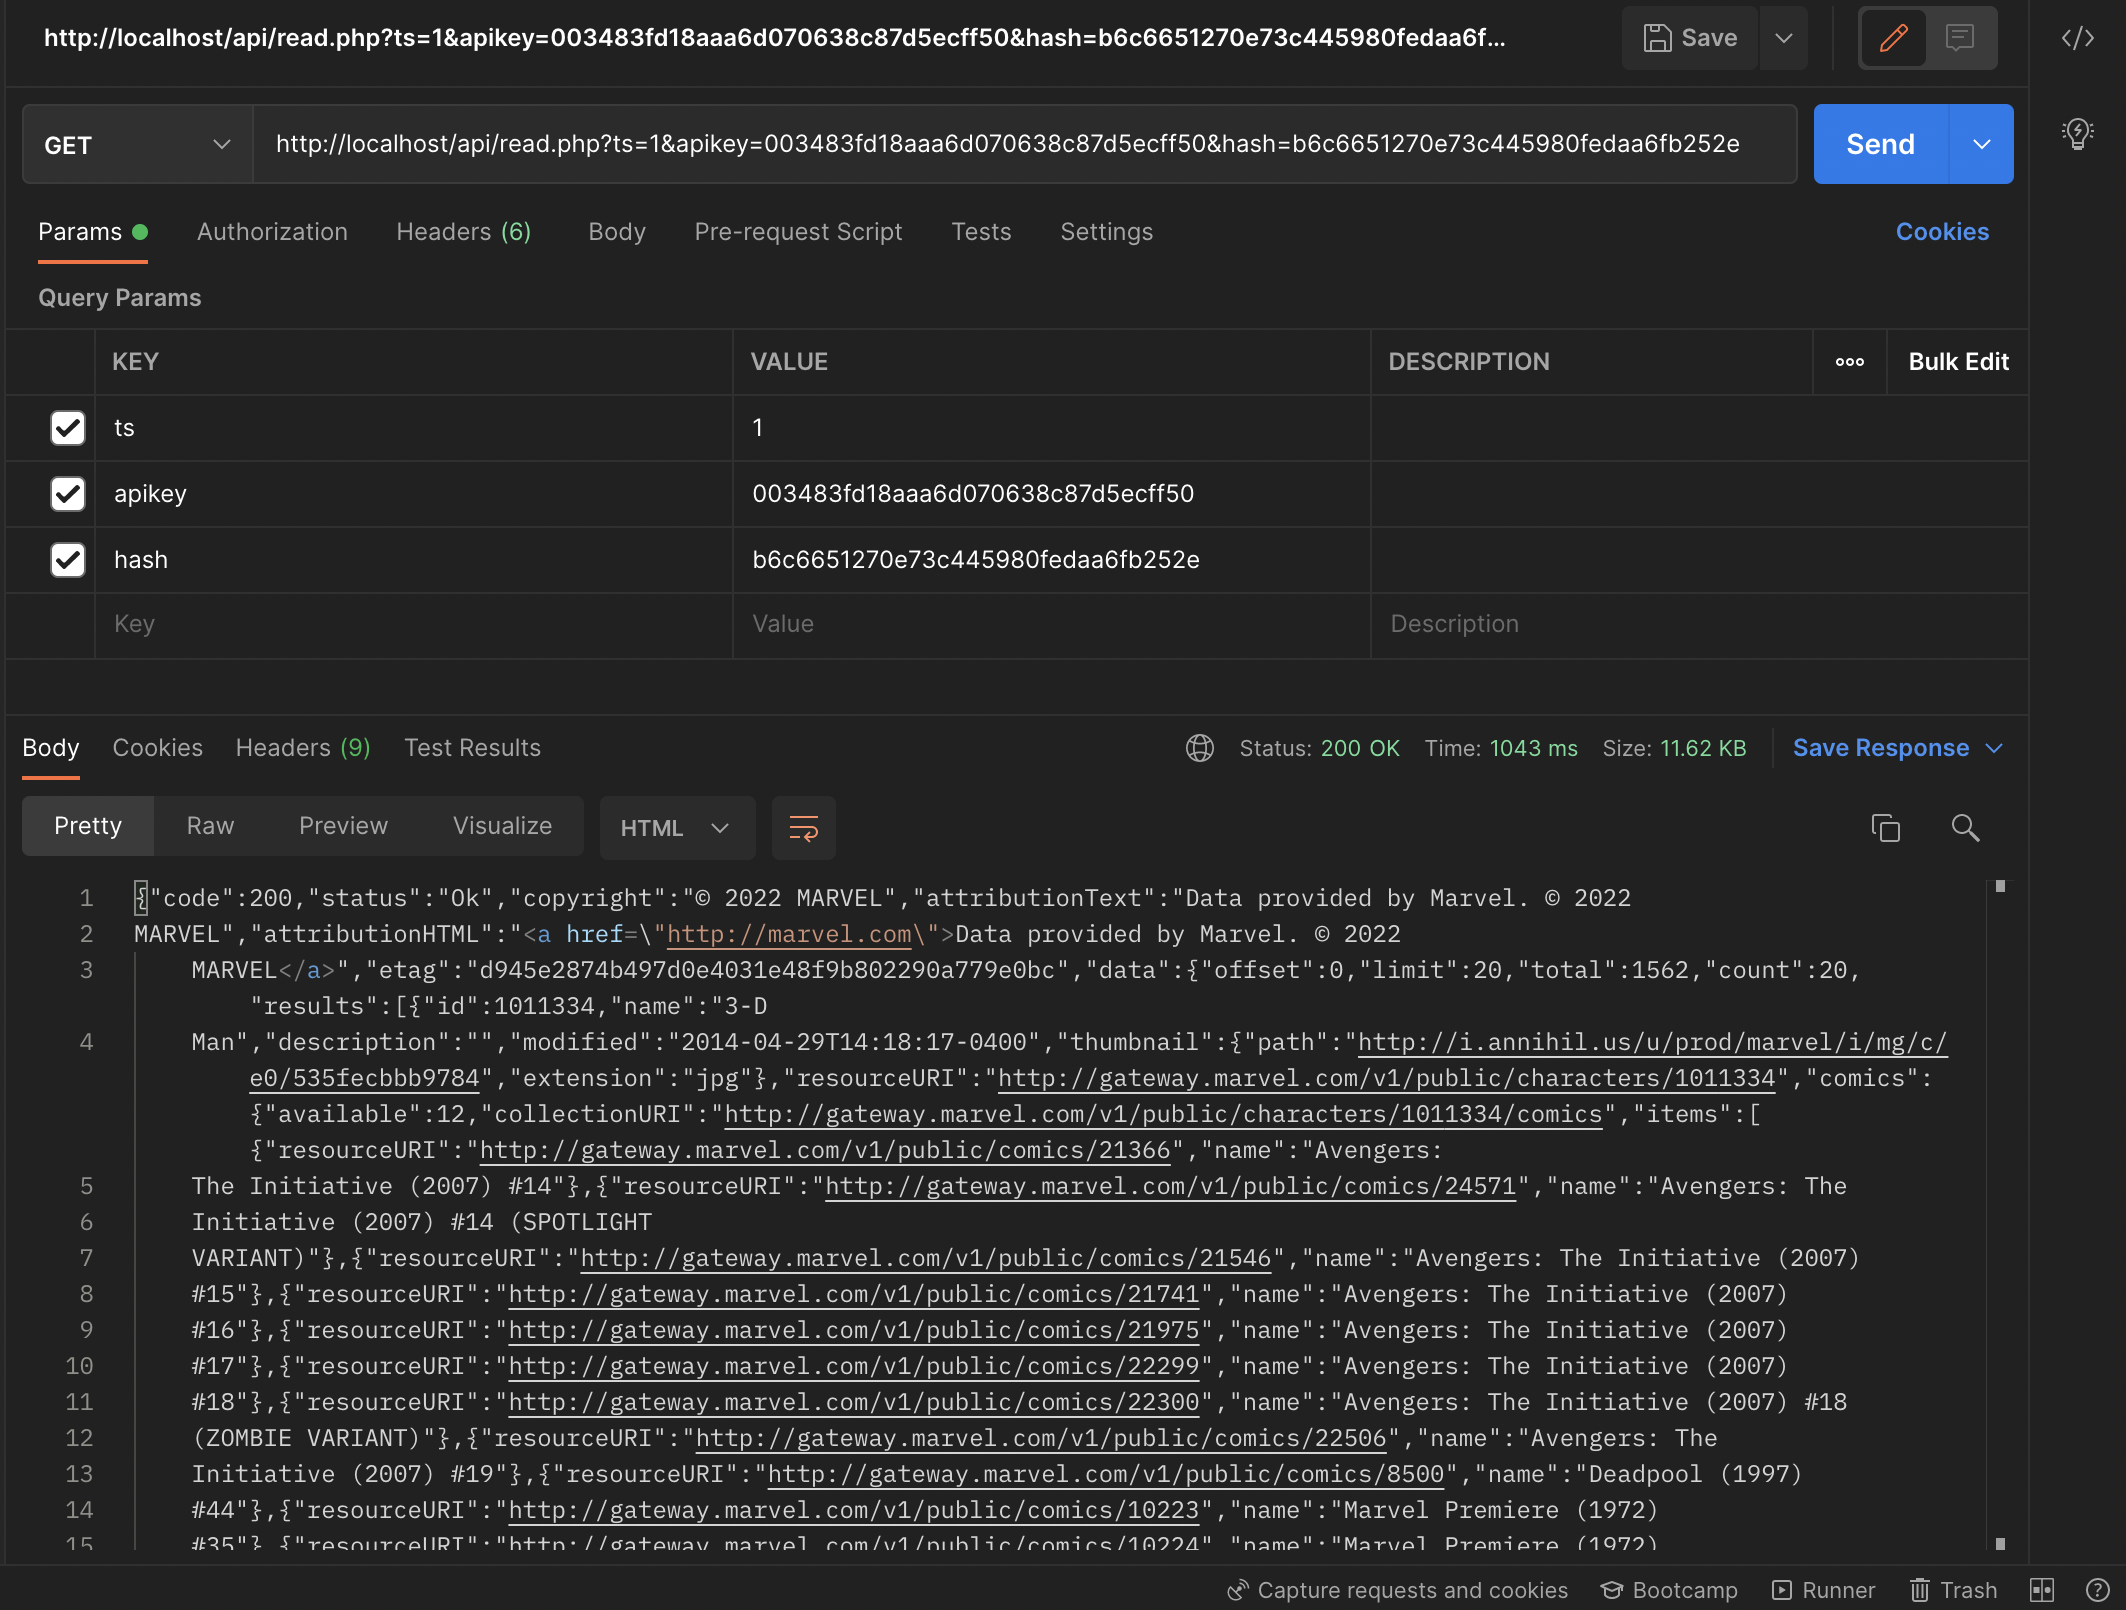 http://localhost/api/read.php?ts=1&apikey=003483fd18aaa6d070638c87d5ecff50&hash=b6c6651270e73c445980fedaa6f... Save
GET http://localhost/api/read.php?ts=1&apikey=003483fd18aaa6d070638c87d5ecff50&hash=b6c6651270e73c445980fedaa6fb252e Send
Params Authorization Headers (6) Body Pre-request Script Tests Settings Cookies
Query Params
KEY VALUE DESCRIPTION ooo Bulk Edit
ts 1
apikey 003483fd18aaa6d070638c87d5ecff50
hash b6c6651270e73c445980fedaa6fb252e
Key Value Description
Body Cookies Headers (9) Test Results Status: 200 OK Time: 1043 ms Size: 11.62 KB Save Response
Pretty Raw Preview Visualize HTML
1 {"code":200,"status":"Ok","copyright":"© 2022 MARVEL","attributionText":"Data provided by Marvel. © 2022
2 MARVEL","attributionHTML":"<a href=\"http://marvel.com\">Data provided by Marvel. © 2022
3 MARVEL</a>","etag":"d945e2874b497d0e4031e48f9b802290a779e0bc","data":{"offset":0,"limit":20,"total":1562,"count":20,
"results":[{"id":1011334,"name":"3-D
4 Man","description":"","modified":"2014-04-29T14:18:17-0400","thumbnail":{"path":"http://i.annihil.us/u/prod/marvel/i/mg/c/
e0/535fecbbb9784","extension":"jpg"},"resourceURI":"http://gateway.marvel.com/v1/public/characters/1011334","comics":
{"available":12,"collectionURI":"http://gateway.marvel.com/v1/public/characters/1011334/comics","items":[
{"resourceURI":"http://gateway.marvel.com/v1/public/comics/21366","name":"Avengers:
5 The Initiative (2007) #14"},{"resourceURI":"http://gateway.marvel.com/v1/public/comics/24571","name":"Avengers: The
6 Initiative (2007) #14 (SPOTLIGHT
7 VARIANT)"},{"resourceURI":"http://gateway.marvel.com/v1/public/comics/21546","name":"Avengers: The Initiative (2007)
8 #15"},{"resourceURI":"http://gateway.marvel.com/v1/public/comics/21741","name":"Avengers: The Initiative (2007)
9 #16"},{"resourceURI":"http://gateway.marvel.com/v1/public/comics/21975","name":"Avengers: The Initiative (2007)
10 #17"},{"resourceURI":"http://gateway.marvel.com/v1/public/comics/22299","name":"Avengers: The Initiative (2007)
11 #18"},{"resourceURI":"http://gateway.marvel.com/v1/public/comics/22300","name":"Avengers: The Initiative (2007) #18
12 (ZOMBIE VARIANT)"},{"resourceURI":"http://gateway.marvel.com/v1/public/comics/22506","name":"Avengers: The
13 Initiative (2007) #19"},{"resourceURI":"http://gateway.marvel.com/v1/public/comics/8500","name":"Deadpool (1997)
14 #44"},{"resourceURI":"http://gateway.marvel.com/v1/public/comics/10223","name":"Marvel Premiere (1972)
15 #35"},{"resourceURI":"http://gateway.marvel.com/v1/public/comics/10224","name":"Marvel Premiere (1972)
Capture requests and cookies Bootcamp Runner Trash